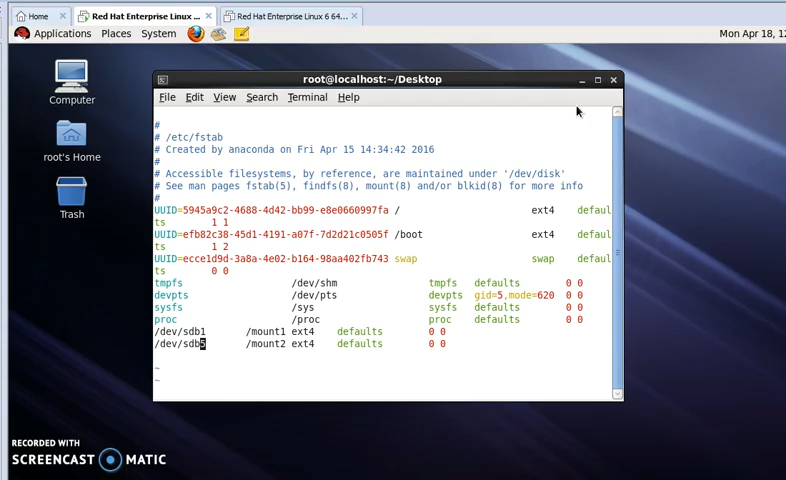 Home
Red Hat Enterprise Linux ...
Red Hat Enterprise Linux 6 64...
Applications Places System
Mon Apr 18, 12
Computer
root's Home
Trash
root@localhost:~/Desktop
File Edit View Search Terminal Help
#
# /etc/fstab
# Created by anaconda on Fri Apr 15 14:34:42 2016
#
# Accessible filesystems, by reference, are maintained under '/dev/disk'
# See man pages fstab(5), findfs(8), mount(8) and/or blkid(8) for more info
#
UUID=5945a9c2-4688-4d42-bb99-e8e0660997fa / ext4 defaul
ts 1 1
UUID=efb82c38-45d1-4191-a07f-7d2d21c0505f /boot ext4 defaul
ts 1 2
UUID=ecce1d9d-3a8a-4e02-b164-98aa402fb743 swap swap defaul
ts 0 0
tmpfs /dev/shm tmpfs defaults 0 0
devpts /dev/pts devpts gid=5,mode=620 0 0
sysfs /sys sysfs defaults 0 0
proc /proc proc defaults 0 0
/dev/sdb1 /mount1 ext4 defaults 0 0
/dev/sdb5 /mount2 ext4 defaults 0 0
~
~
RECORDED WITH
SCREENCAST MATIC